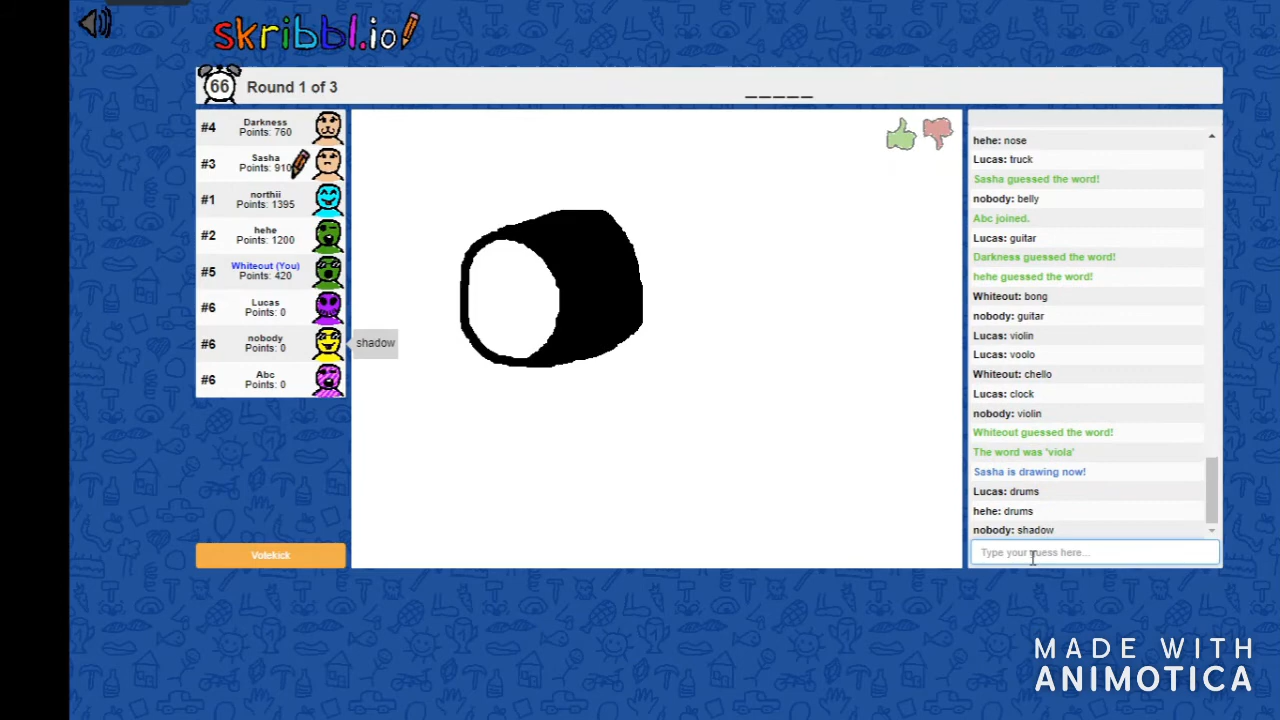 skribbl.io
66
Round 1 of 3
_____
#4
Darkness
Points: 760
#3
Sasha
Points: 910
#1
northii
Points: 1395
#2
hehe
Points: 1200
#5
Whiteout (You)
Points: 420
#6
Lucas
Points: 0
#6
nobody
Points: 0
shadow
#6
Abc
Points: 0
Votekick
hehe: nose
Lucas: truck
Sasha guessed the word!
nobody: belly
Abc joined.
Lucas: guitar
Darkness guessed the word!
hehe guessed the word!
Whiteout: bong
nobody: guitar
Lucas: violin
Lucas: voolo
Whiteout: chello
Lucas: clock
nobody: violin
Whiteout guessed the word!
The word was 'viola'
Sasha is drawing now!
Lucas: drums
hehe: drums
nobody: shadow
Type your guess here...
MADE WITH
ANIMOTICA